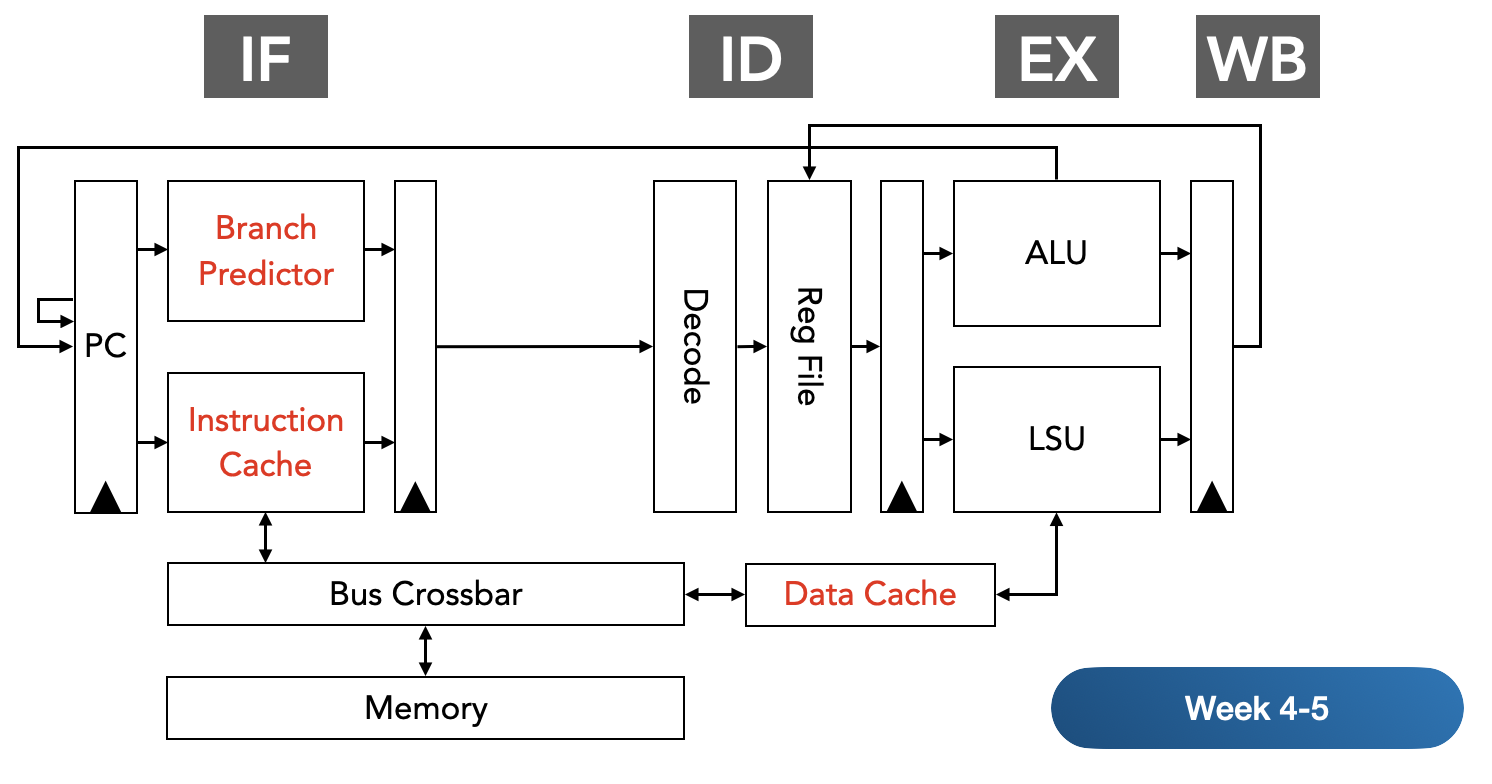 IF
ID
EX
WB
PC
Branch
Predictor
Instruction
Cache
Decode
Reg File
ALU
LSU
Bus Crossbar
Data Cache
Memory
Week 4-5